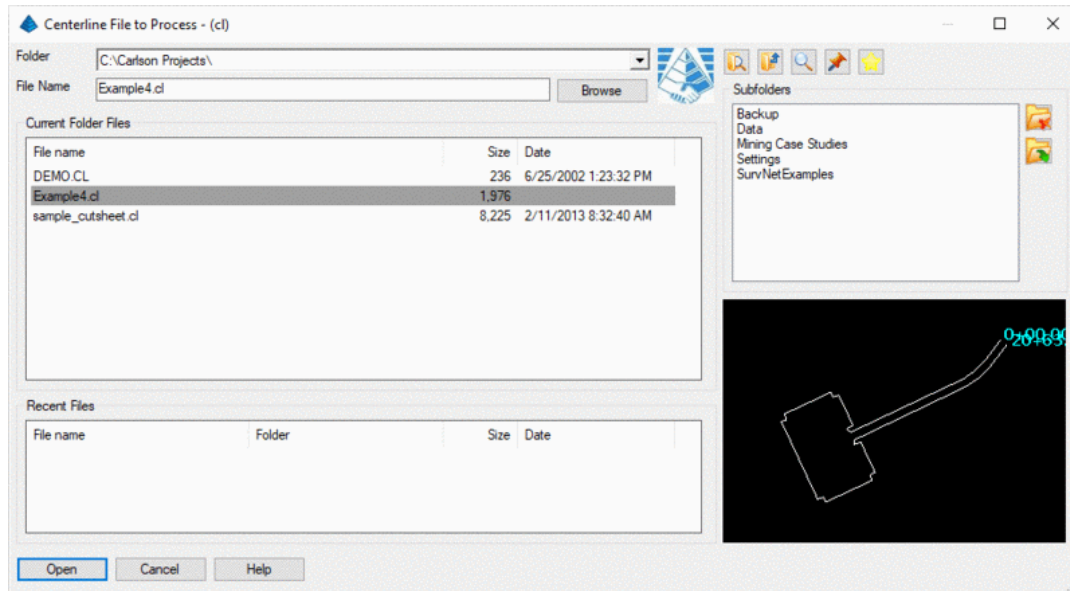 Centerline File to Process - (cl)
Folder
C:\Carlson Projects\
File Name
Example4.cl
Browse
Current Folder Files
File name Size Date
DEMO.CL 236 6/25/2002 1:23:32 PM
Example4.cl 1,976
sample_cutsheet.cl 8,225 2/11/2013 8:32:40 AM
Recent Files
File name Folder Size Date
Open Cancel Help
Subfolders
Backup
Data
Mining Case Studies
Settings
SurvNetExamples